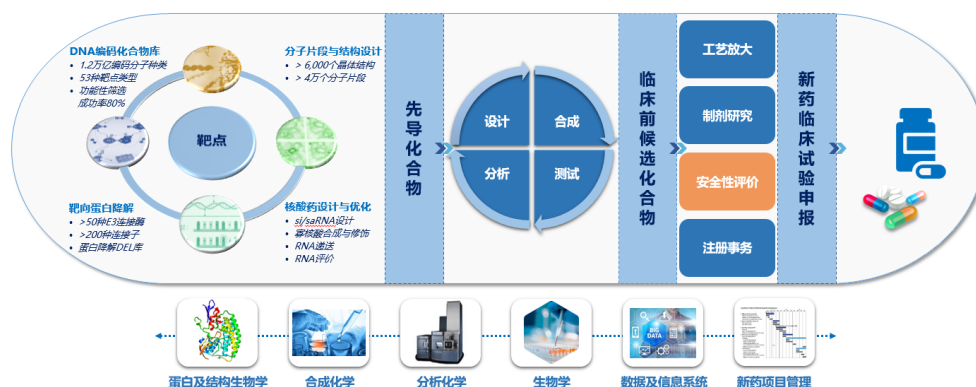 DNA编码化合物库
• 1.2万亿编码分子种类
• 53种靶点类型
• 功能性筛选
成功率80%
分子片段与结构设计
• > 6,000个晶体结构
• > 4万个分子片段
靶点
靶向蛋白降解
• >50种E3连接酶
• >200种连接子
• 蛋白降解DEL库
核酸药设计与优化
• si/saRNA设计
• 寡核酸合成与修饰
• RNA递送
• RNA评价
先导化合物
设计
合成
分析
测试
临床前候选化合物
工艺放大
制剂研究
安全性评价
注册事务
新药临床试验申报
BIG
DATA
蛋白及结构生物学
合成化学
分析化学
生物学
数据及信息系统
新药项目管理